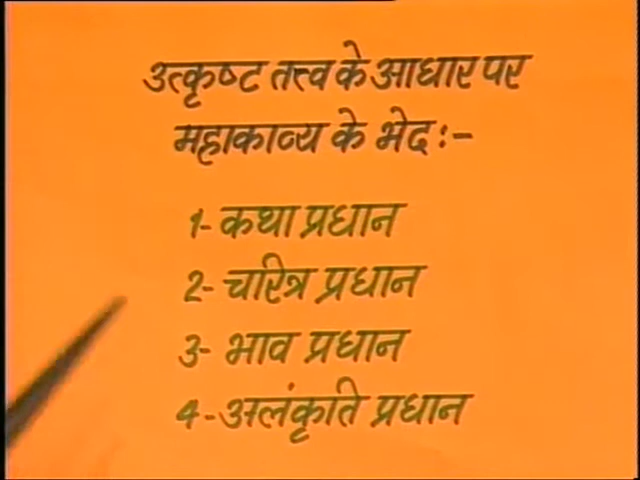 उत्कृष्ट तत्त्व के आधार पर
महाकाव्य के भेद :-
1- कथा प्रधान
2- चरित्र प्रधान
3- भाव प्रधान
4- अलंकृति प्रधान